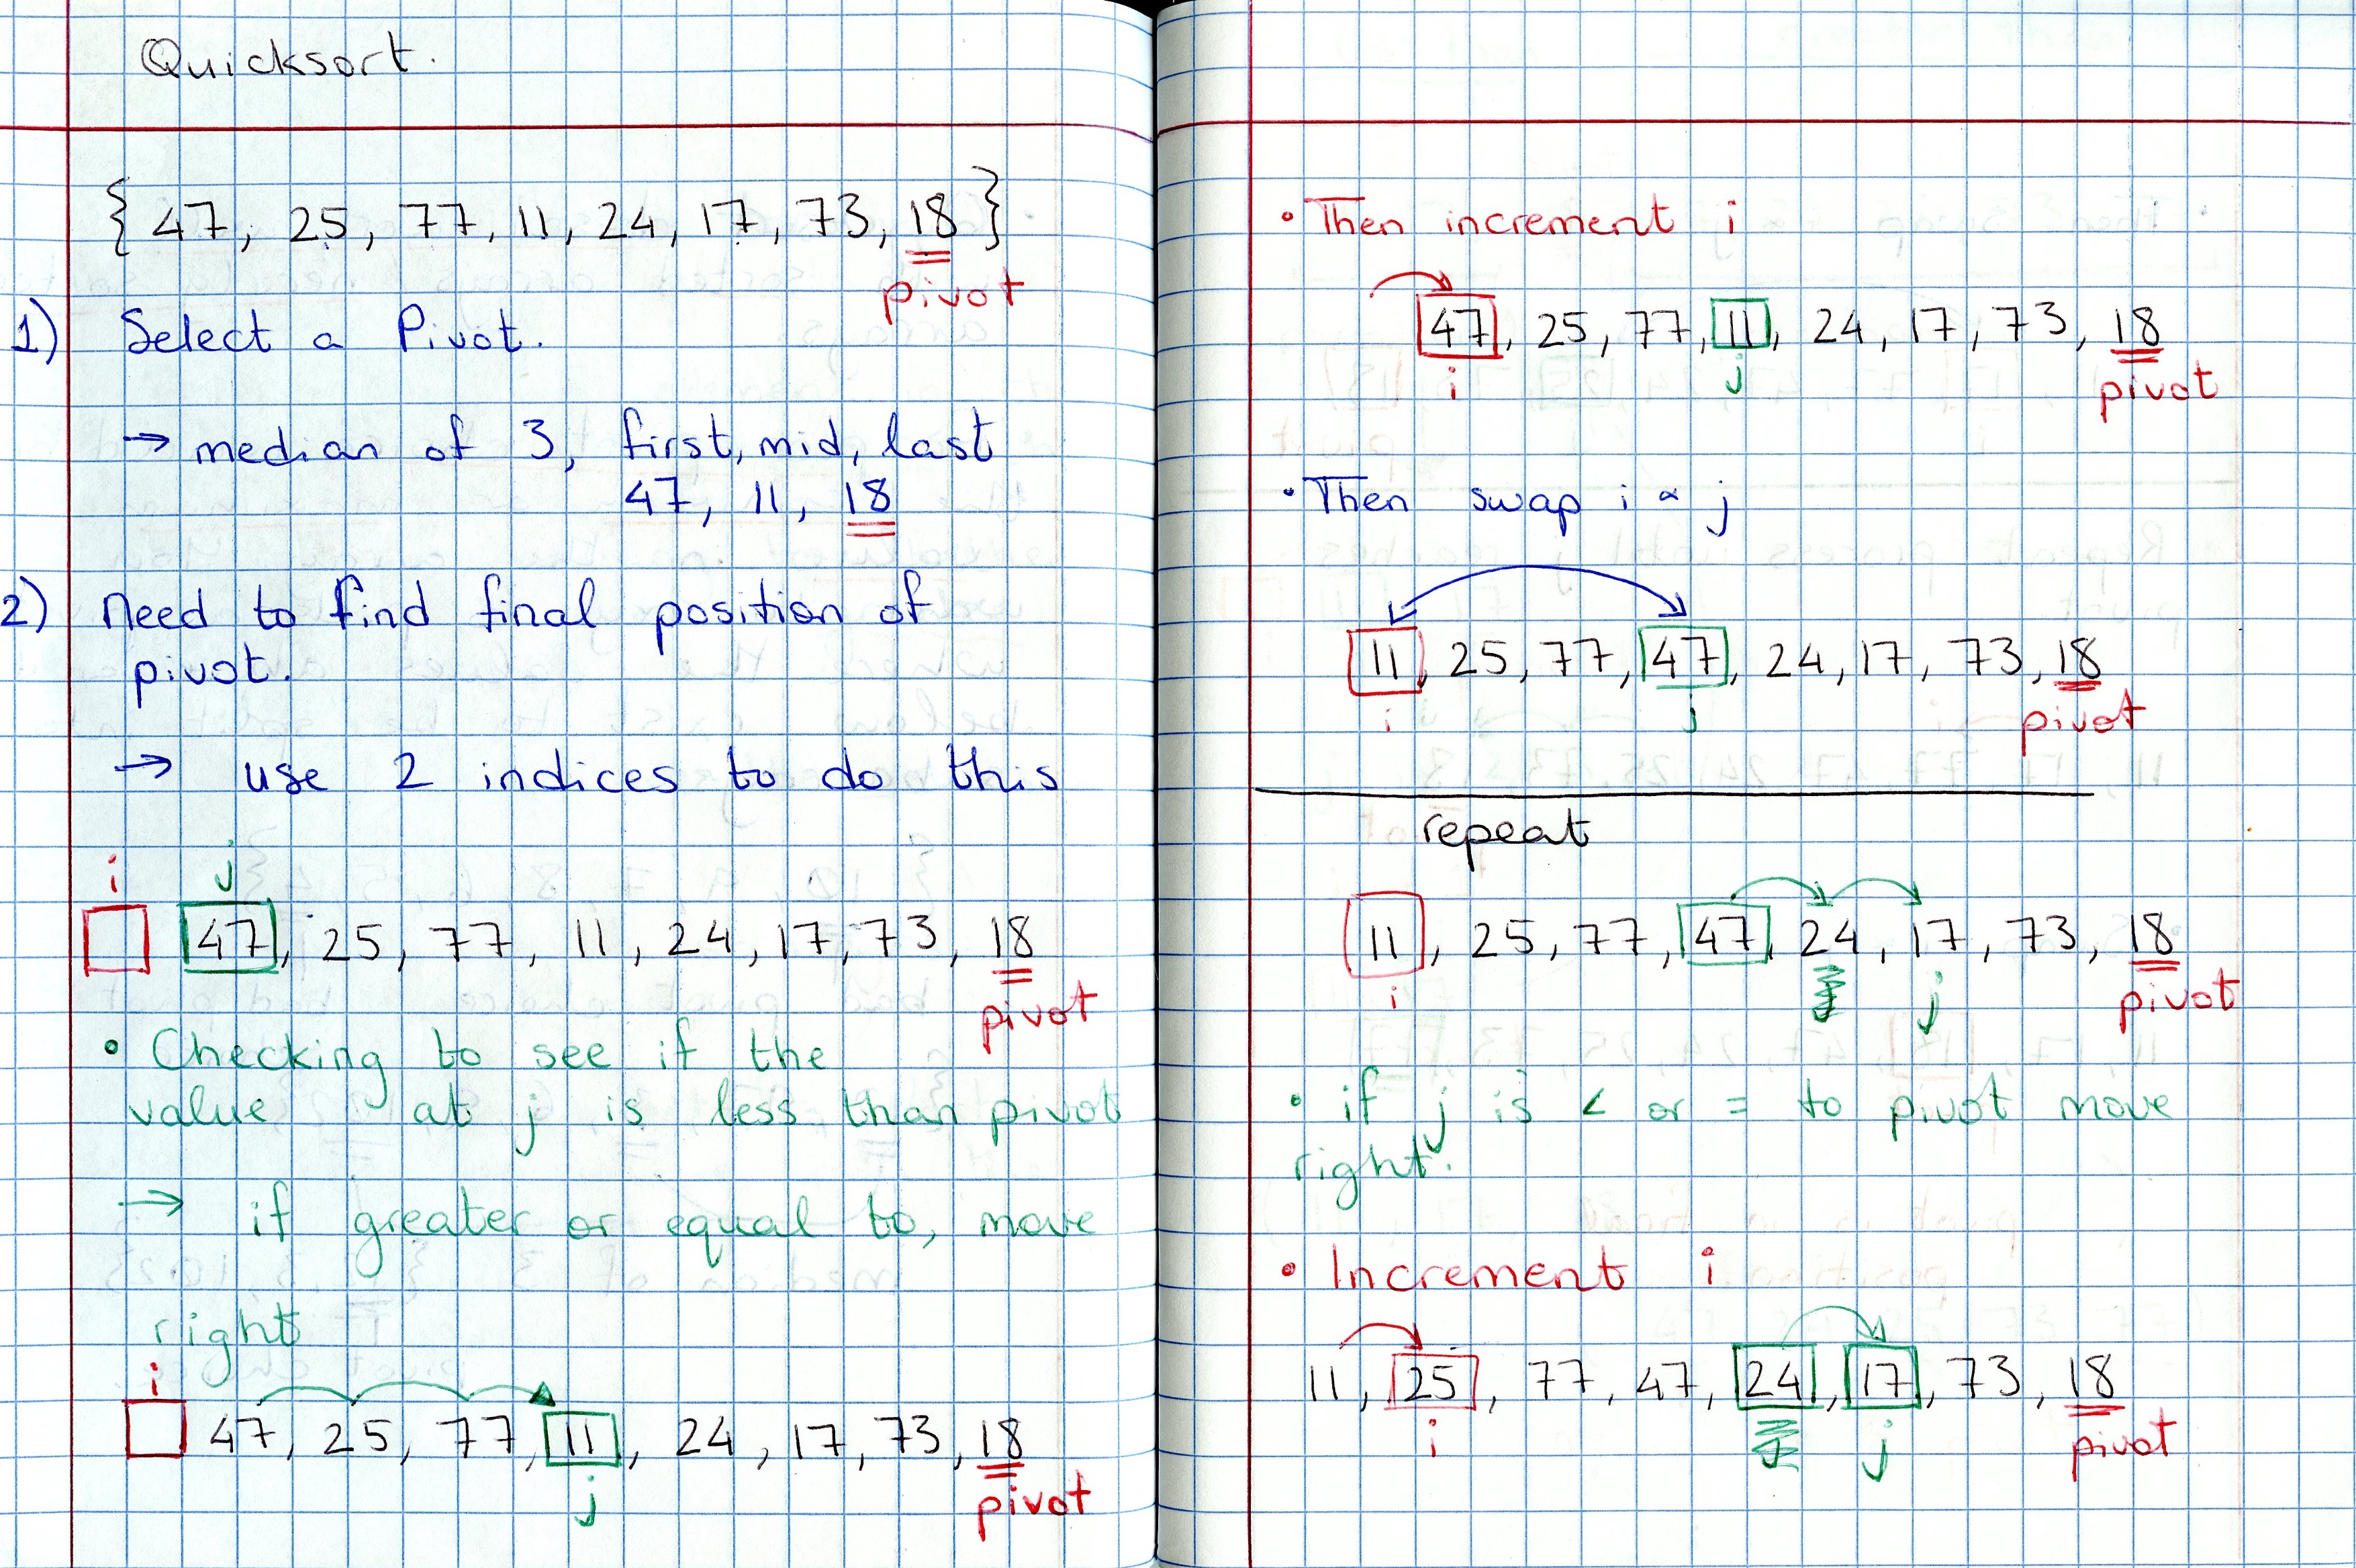 Quicksort.
{ 47, 25, 77, 11, 24, 17, 73, 18 }
pivot
1) Select a Pivot.
→ median of 3, first, mid, last
47, 11, 18
2) need to find final position of
pivot.
→ use 2 indices to do this
i j
47, 25, 77, 11, 24, 17, 73, 18
pivot
• Checking to see if the
value at j is less than pivot
→ if greater or equal to, move
right
i
47, 25, 77, 11, 24, 17, 73, 18
j pivot
• Then increment i
47, 25, 77, 11, 24, 17, 73, 18
i j pivot
• Then swap i & j
11, 25, 77, 47, 24, 17, 73, 18
i j pivot
repeat
11, 25, 77, 47, 24, 17, 73, 18
i j pivot
• if j is < or = to pivot move
right.
• Increment i
11, 25, 77, 47, 24, 17, 73, 18
i j pivot